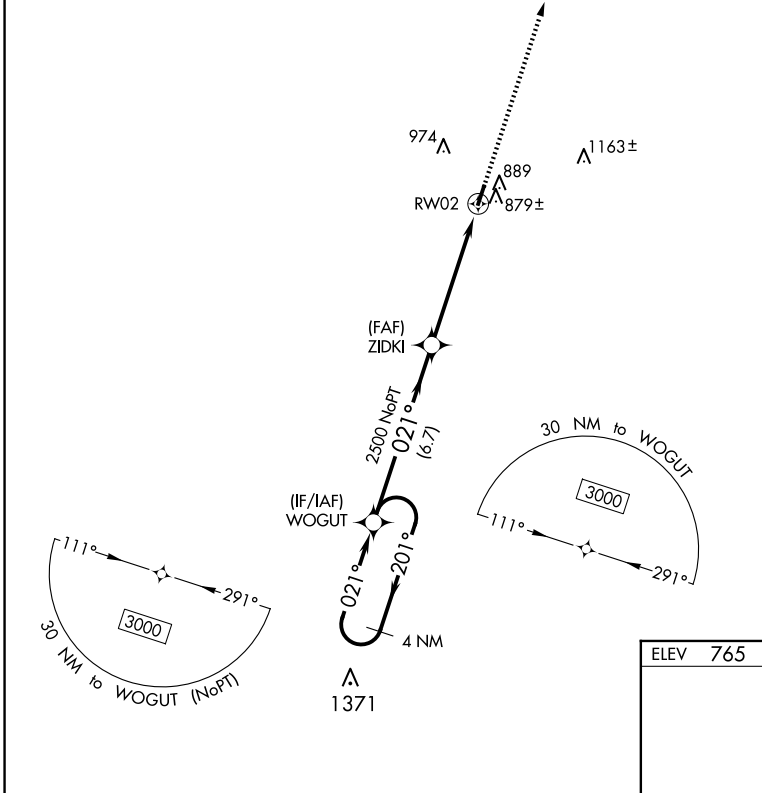 974
1163±
889
RW02
879±
(FAF)
ZIDKI
2500 NoPT
021°
(6.7)
30 NM to WOGUT
3000
111°
291°
(IF/IAF)
WOGUT
021°
201°
4 NM
111°
291°
3000
30 NM to WOGUT (NoPT)
1371
ELEV 765